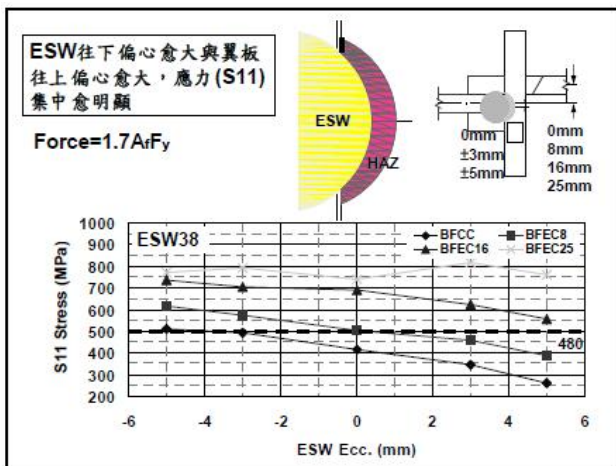 ESW往下偏心愈大與翼板
往上偏心愈大，應力(S11)
集中愈明顯
Force=1.7AfFy
ESW
HAZ
0mm
±3mm
±5mm
0mm
8mm
16mm
25mm
ESW38
BFCC
BFEC8
BFEC16
BFEC25
S11 Stress (MPa)
1000
900
800
700
600
500
400
300
200
480
-6
-4
-2
0
2
4
6
ESW Ecc. (mm)